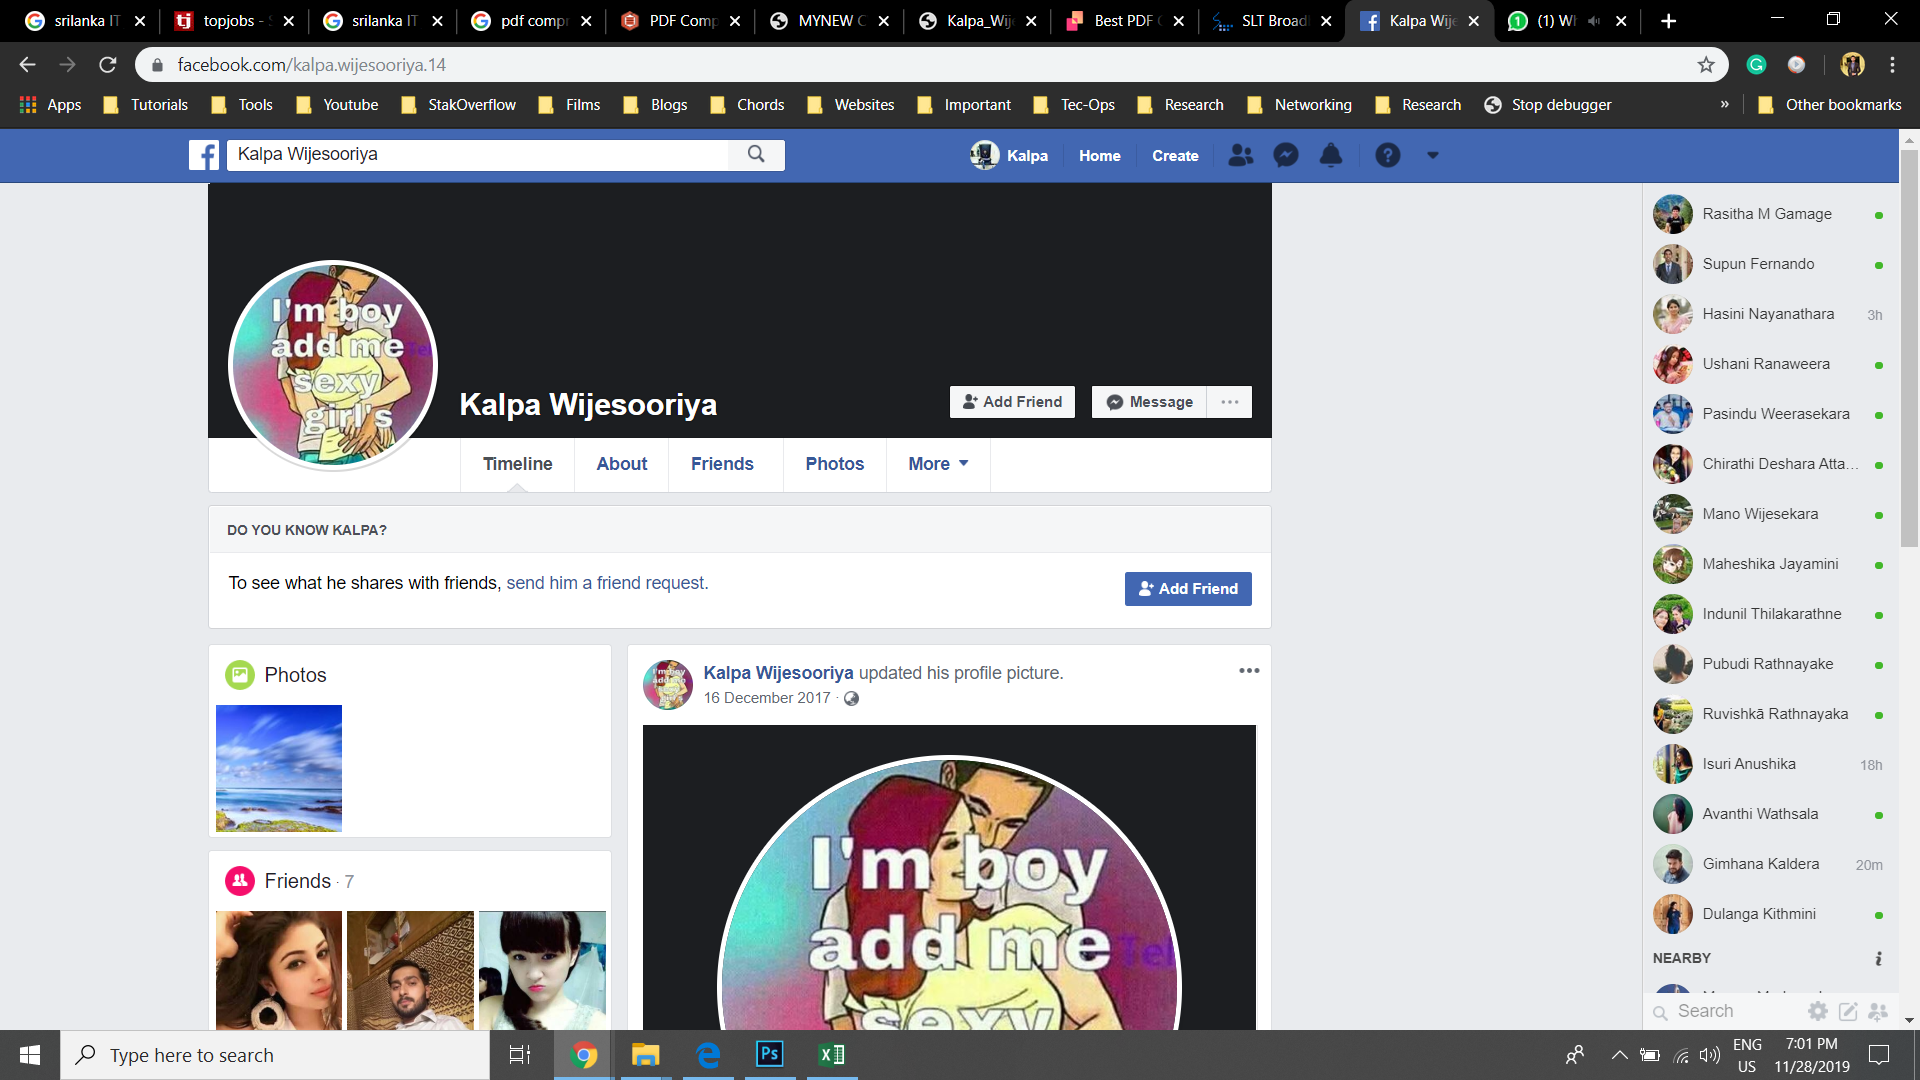 srilanka IT
topjobs - S
srilanka IT
pdf compr
PDF Comp
MYNEW C
Kalpa_Wije
Best PDF C
SLT Broad
Kalpa Wije
(1) Wh
facebook.com/kalpa.wijesooriya.14
Apps
Tutorials
Tools
Youtube
StakOverflow
Films
Blogs
Chords
Websites
Important
Tec-Ops
Research
Networking
Research
Stop debugger
»
Other bookmarks
Kalpa Wijesooriya
Kalpa
Home
Create
I'm boy
add me
sexy
girl's
Kalpa Wijesooriya
Add Friend
Message
Timeline
About
Friends
Photos
More
DO YOU KNOW KALPA?
To see what he shares with friends, send him a friend request.
Add Friend
Photos
Friends · 7
Kalpa Wijesooriya updated his profile picture.
16 December 2017 ·
I'm boy
add me
sexy
Rasitha M Gamage
Supun Fernando
Hasini Nayanathara 3h
Ushani Ranaweera
Pasindu Weerasekara
Chirathi Deshara Atta...
Mano Wijesekara
Maheshika Jayamini
Indunil Thilakarathne
Pubudi Rathnayake
Ruvishkā Rathnayaka
Isuri Anushika 18h
Avanthi Wathsala
Gimhana Kaldera 20m
Dulanga Kithmini
NEARBY
Search
Type here to search
Ps
ENG
US
7:01 PM
11/28/2019